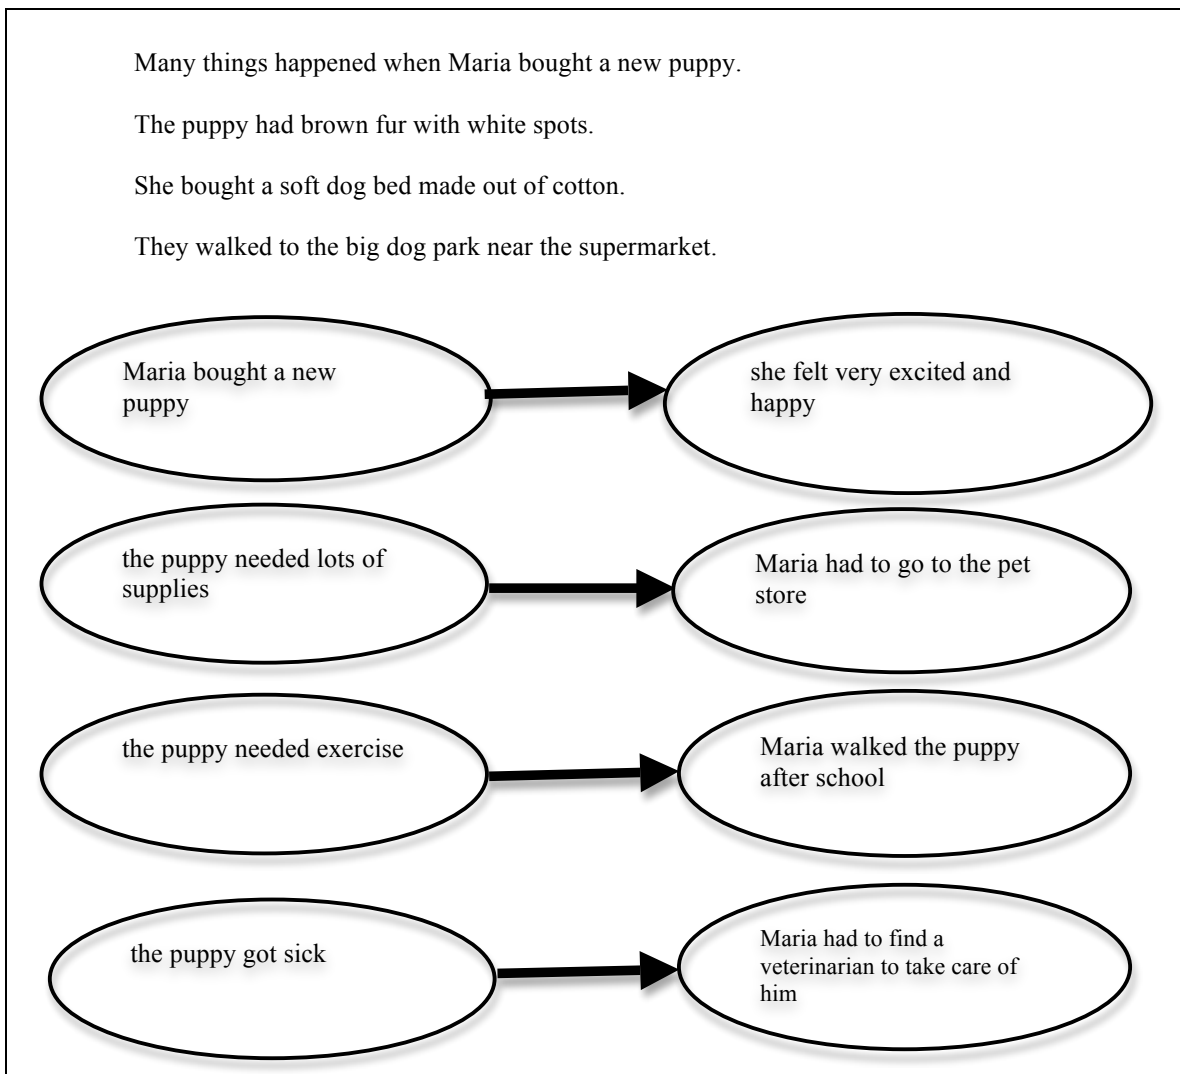 Many things happened when Maria bought a new puppy.
The puppy had brown fur with white spots.
She bought a soft dog bed made out of cotton.
They walked to the big dog park near the supermarket.
Maria bought a new
puppy
she felt very excited and
happy
the puppy needed lots of
supplies
Maria had to go to the pet
store
the puppy needed exercise
Maria walked the puppy
after school
the puppy got sick
Maria had to find a
veterinarian to take care of
him